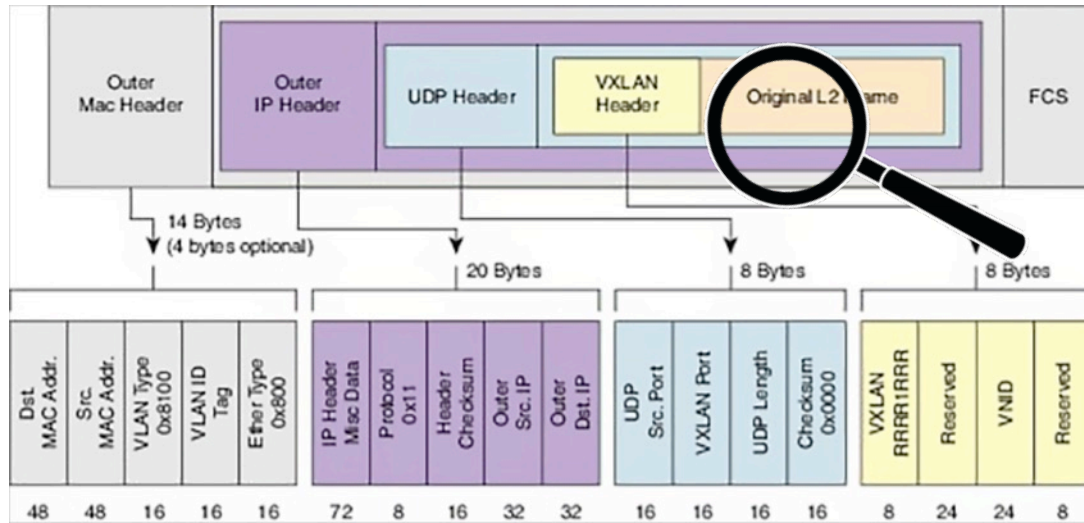 Outer
Mac Header
Outer
IP Header
UDP Header
VXLAN
Header
Original L2 Frame
FCS
14 Bytes
(4 bytes optional)
20 Bytes
8 Bytes
8 Bytes
Dst.
MAC Addr.
Src.
MAC Addr.
VLAN Type
0x8100
VLAN ID
Tag
Ether Type
0x800
IP Header
Misc Data
Protocol
0x11
Header
Checksum
Outer
Src. IP
Outer
Dst. IP
UDP
Src. Port
VXLAN Port
UDP Length
Checksum
0x0000
VXLAN
RRRR1RRR
Reserved
VNID
Reserved
48 48 16 16 16 72 8 16 32 32 16 16 16 16 8 24 24 8